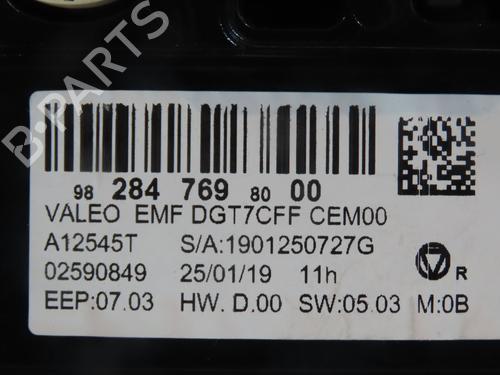 B-PARTS
98 284 769 80 00
VALEO EMF DGT7CFF CEM00
A12545T S/A:1901250727G
02590849 25/01/19 11h
V R
EEP:07.03 HW. D.00 SW:05.03 M:0B